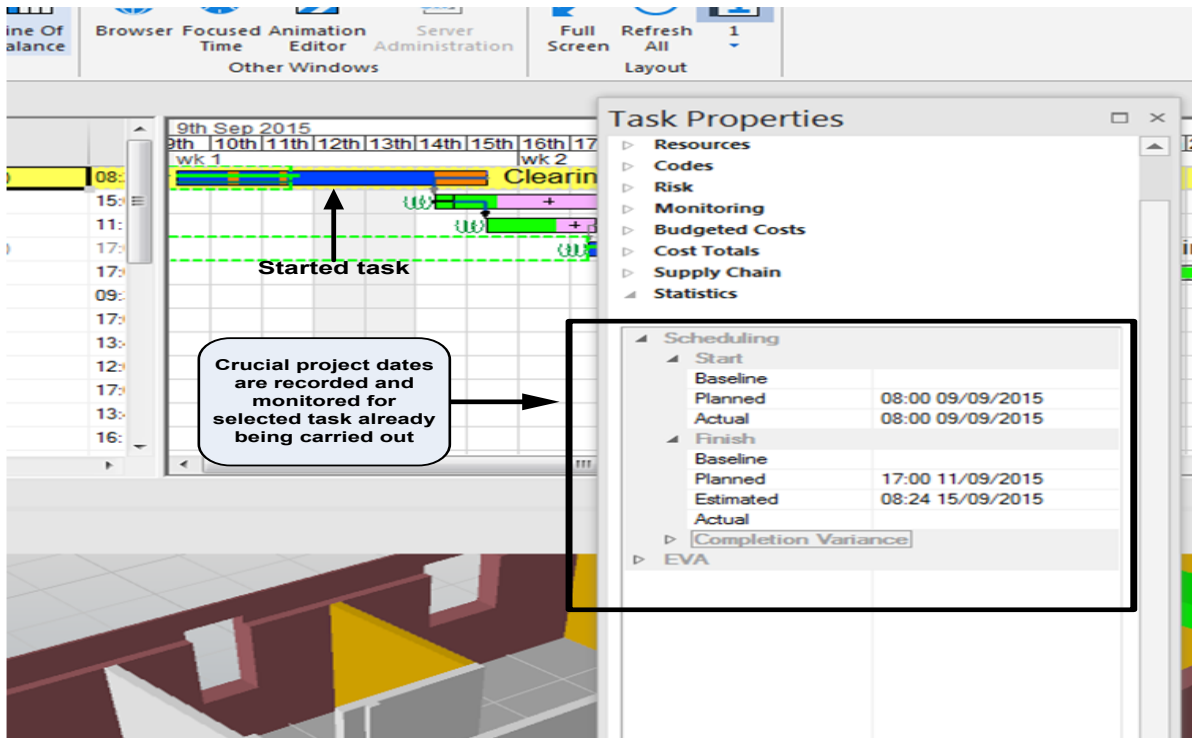 Browser Focused Animation Server Full Refresh 1
Time Editor Administration Screen All
Other Windows Layout
Task Properties
9th Sep 2015
10th 11th 12th 13th 14th 15th 16th 17
wk 1 wk 2
Resources
Codes
Risk
Monitoring
Budgeted Costs
Cost Totals
Supply Chain
Statistics
08:
15:
11:
17:
17:
09:
17:
13:
12:
17:
13:
16:
Started task
Crucial project dates
are recorded and
monitored for
selected task already
being carried out
Scheduling
Start
Baseline
Planned 08:00 09/09/2015
Actual 08:00 09/09/2015
Finish
Baseline
Planned 17:00 11/09/2015
Estimated 08:24 15/09/2015
Actual
Completion Variance
EVA